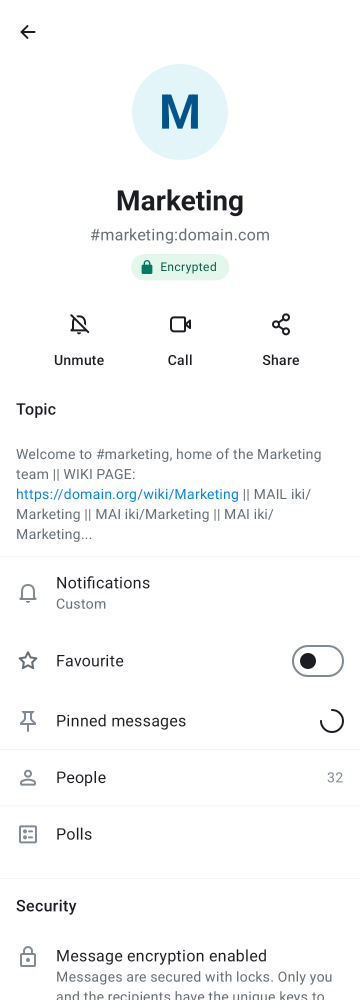 M
Marketing
#marketing:domain.com
Encrypted
Unmute
Call
Share
Topic
Welcome to #marketing, home of the Marketing
team || WIKI PAGE:
https://domain.org/wiki/Marketing || MAIL iki/
Marketing || MAI iki/Marketing || MAI iki/
Marketing...
Notifications
Custom
Favourite
Pinned messages
People 32
Polls
Security
Message encryption enabled
Messages are secured with locks. Only you
and the recipients have the unique keys to